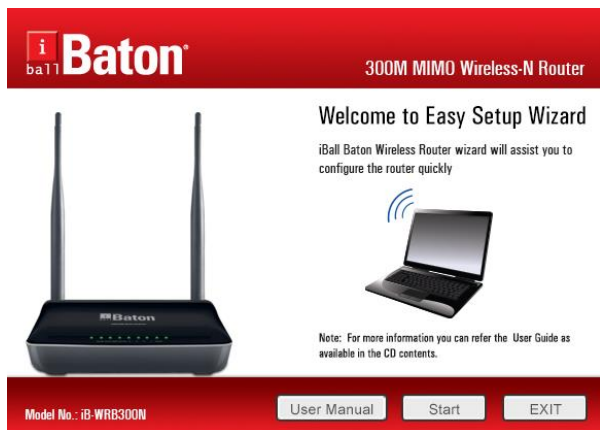 i
ball Baton
300M MIMO Wireless-N Router
Welcome to Easy Setup Wizard
iBall Baton Wireless Router wizard will assist you to
configure the router quickly
Baton
Note: For more information you can refer the User Guide as
available in the CD contents.
Model No.: iB-WRB300N
User Manual
Start
EXIT